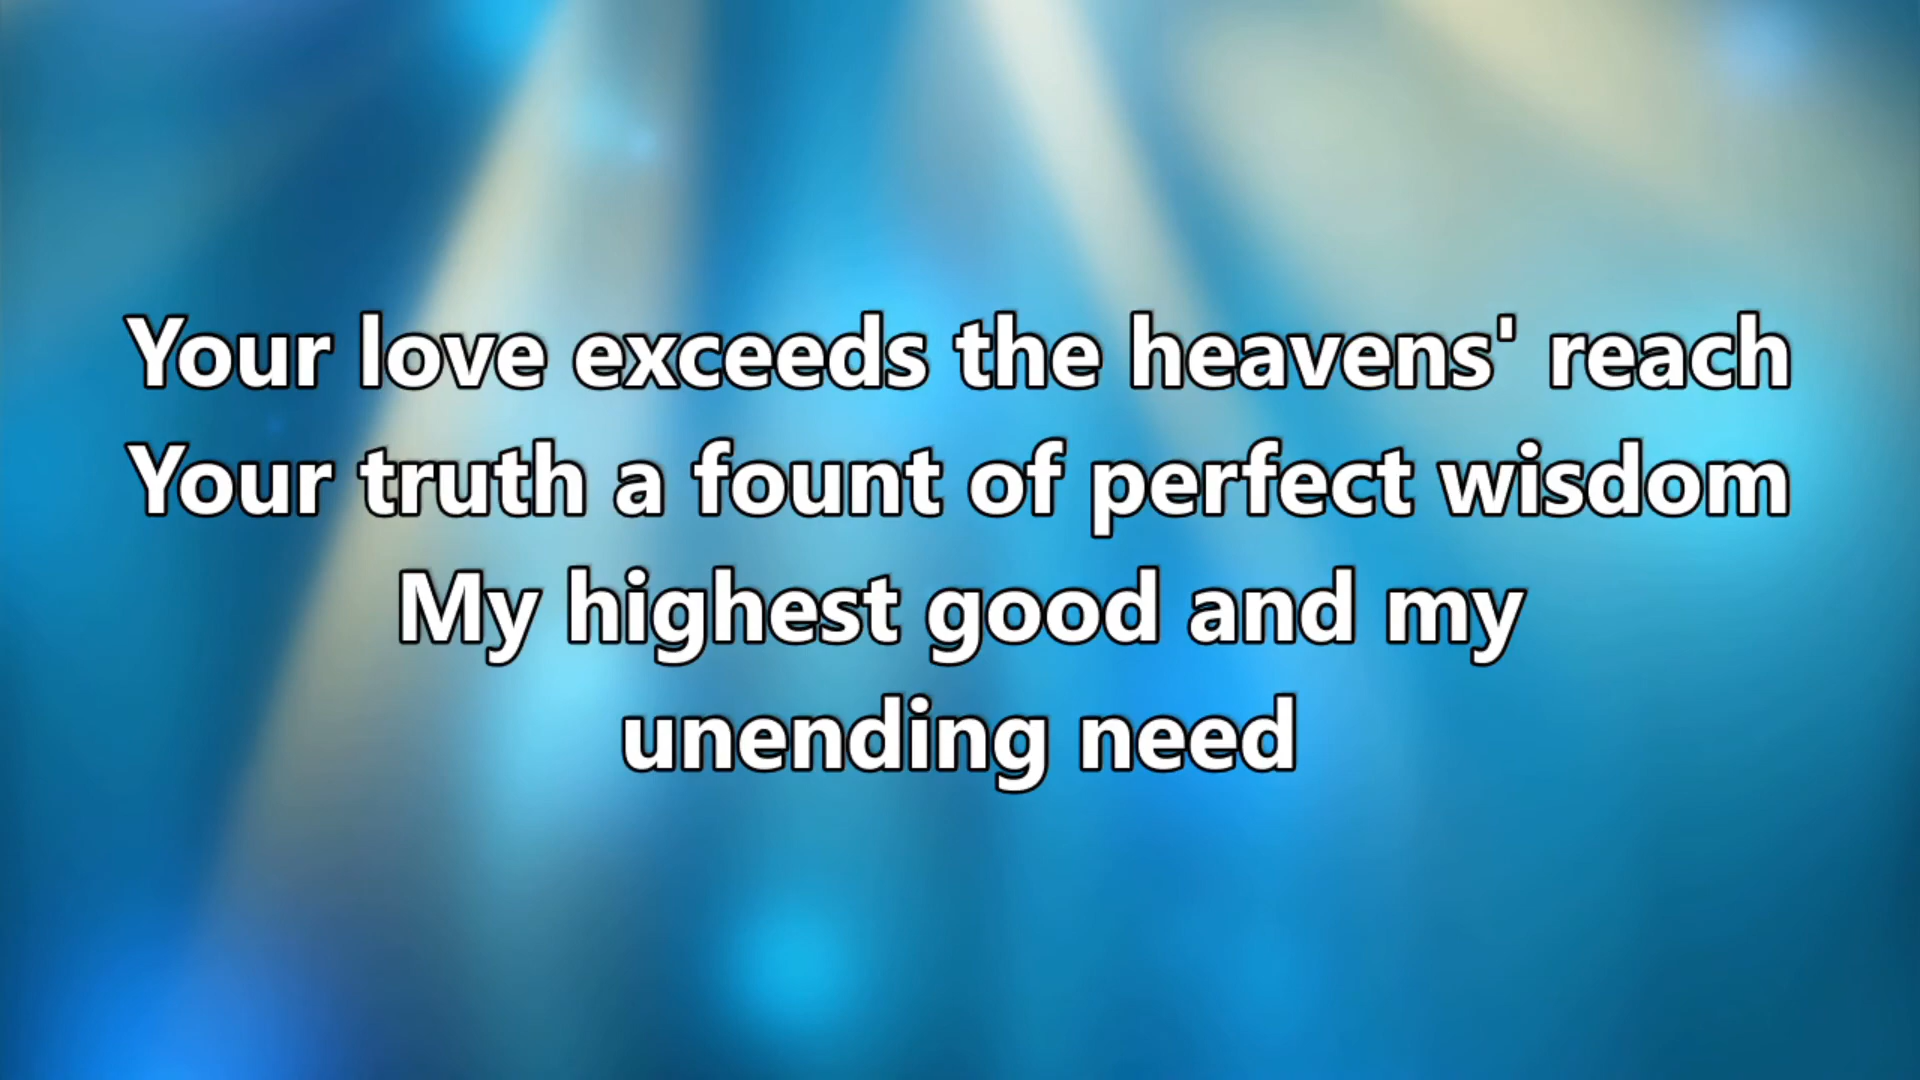 Your love exceeds the heavens' reach
Your truth a fount of perfect wisdom
My highest good and my
unending need